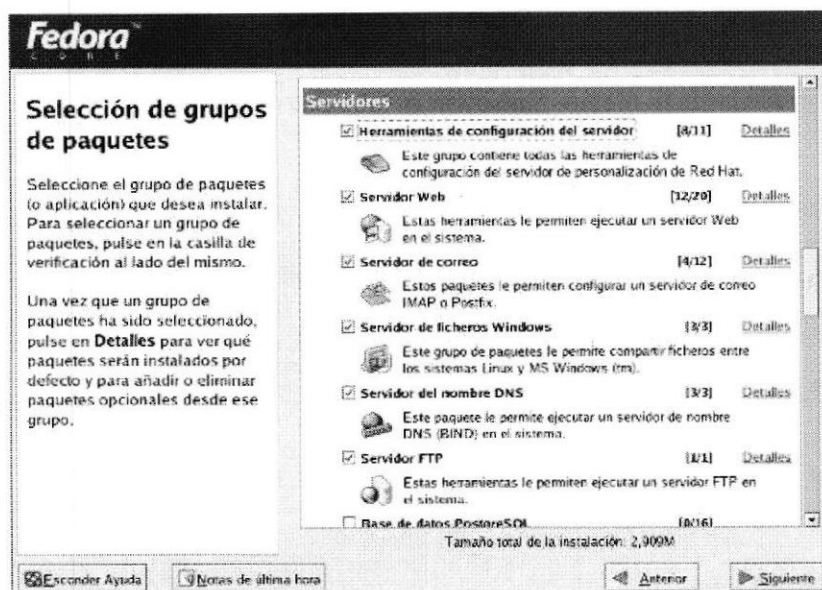 Fedora™
C O R E
Selección de grupos
de paquetes
Seleccione el grupo de paquetes
(o aplicación) que desea instalar.
Para seleccionar un grupo de
paquetes, pulse en la casilla de
verificación al lado del mismo.
Una vez que un grupo de
paquetes ha sido seleccionado,
pulse en Detalles para ver qué
paquetes serán instalados por
defecto y para añadir o eliminar
paquetes opcionales desde ese
grupo.
Servidores
Herramientas de configuración del servidor [8/11] Detalles
Este grupo contiene todas las herramientas de
configuración del servidor de personalización de Red Hat.
Servidor Web [12/20] Detalles
Estas herramientas le permiten ejecutar un servidor Web
en el sistema.
Servidor de correo [4/12] Detalles
Estos paquetes le permiten configurar un servidor de correo
IMAP o Postfix.
Servidor de ficheros Windows [3/3] Detalles
Este grupo de paquetes le permite compartir ficheros entre
los sistemas Linux y MS Windows (tm).
Servidor del nombre DNS [3/3] Detalles
Este paquete le permite ejecutar un servidor de nombre
DNS (BIND) en el sistema.
Servidor FTP [1/1] Detalles
Estas herramientas le permiten ejecutar un servidor FTP en
el sistema.
Base de datos PostgreSQL [0/16]
Tamaño total de la instalación: 2,909M
Esconder Ayuda Notas de última hora Anterior Siguiente